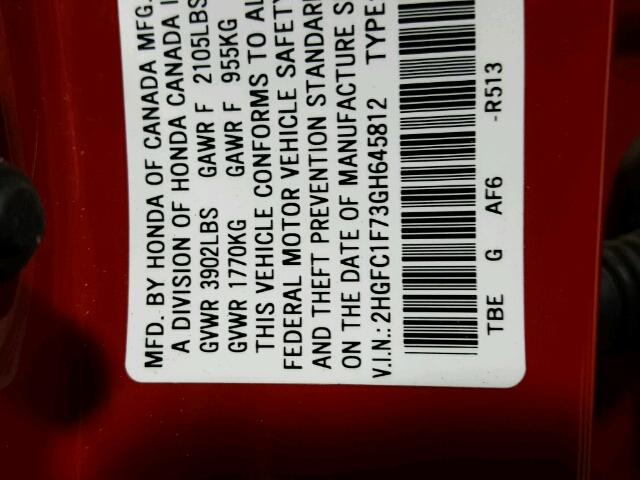 MFD. BY HONDA OF CANADA MFG.
A DIVISION OF HONDA CANADA
GVWR 3902LBS GAWR F 2105LBS
GVWR 1770KG GAWR F 955KG
THIS VEHICLE CONFORMS TO
FEDERAL MOTOR VEHICLE SAFETY
AND THEFT PREVENTION
ON THE DATE OF MANUFACTURE
V.I.N.: 2HGFC1F73GH645812 TYPE
TBE G AF6 -R513